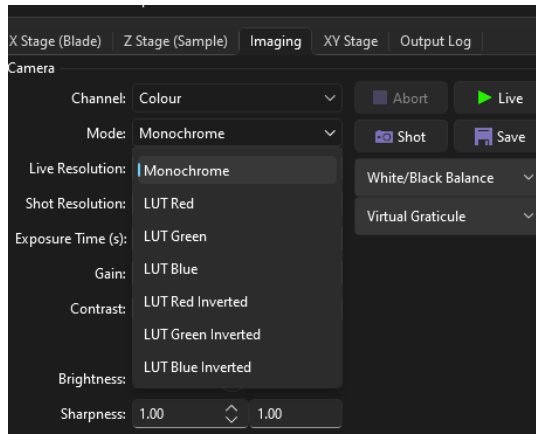 X Stage (Blade) Z Stage (Sample) Imaging XY Stage Output Log
Camera
Channel: Colour Abort Live
Mode: Monochrome Shot Save
Live Resolution: Monochrome White/Black Balance
Shot Resolution: LUT Red Virtual Graticule
Exposure Time (s): LUT Green
Gain: LUT Blue
Contrast: LUT Red Inverted
LUT Green Inverted
LUT Blue Inverted
Brightness:
Sharpness: 1.00 1.00